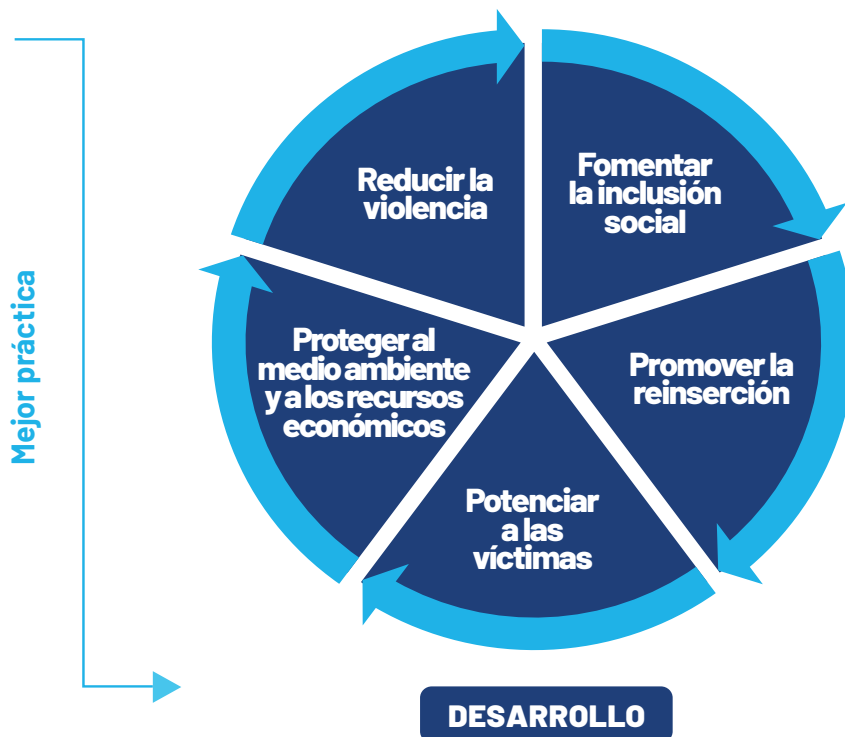 Mejor práctica
Reducir la
violencia
Fomentar
la inclusión
social
Promover la
reinserción
Potenciar
a las
víctimas
Proteger al
medio ambiente
y a los recursos
económicos
DESARROLLO